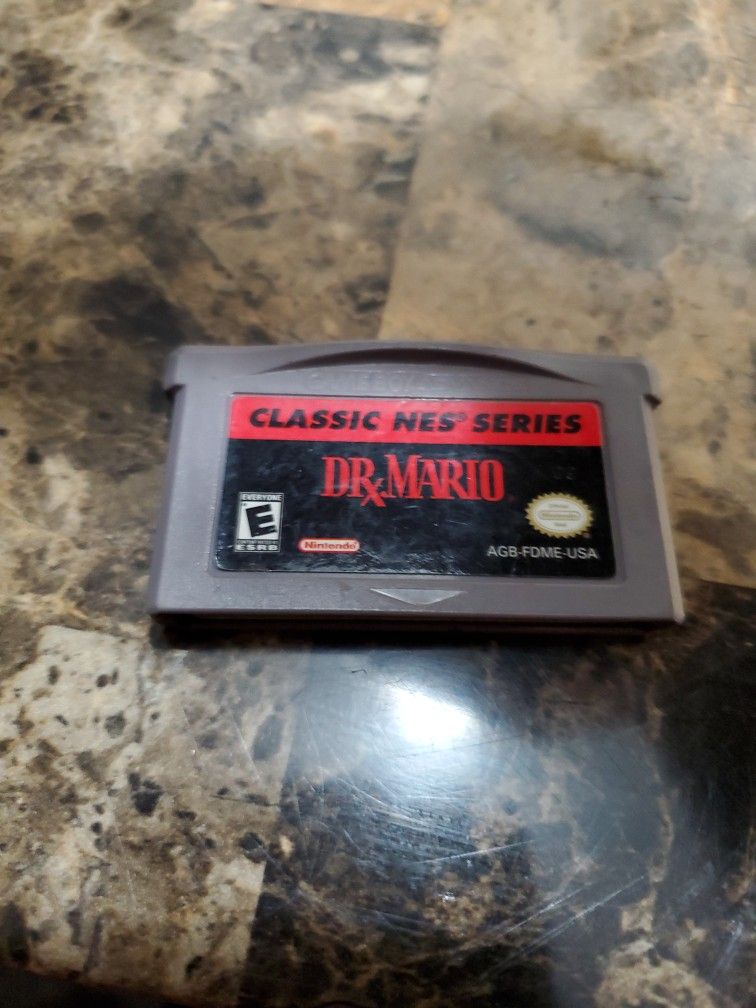 CLASSIC NES® SERIES
DR.MARIO
EVERYONE
E
ESRB
Nintendo
AGB-FDME-USA